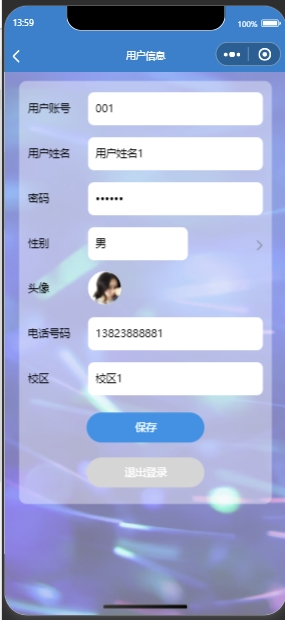 13:59
100%
用户信息
用户账号 001
用户姓名 用户姓名1
密码 ••••••
性别 男
头像
电话号码 13823888881
校区 校区1
保存
退出登录